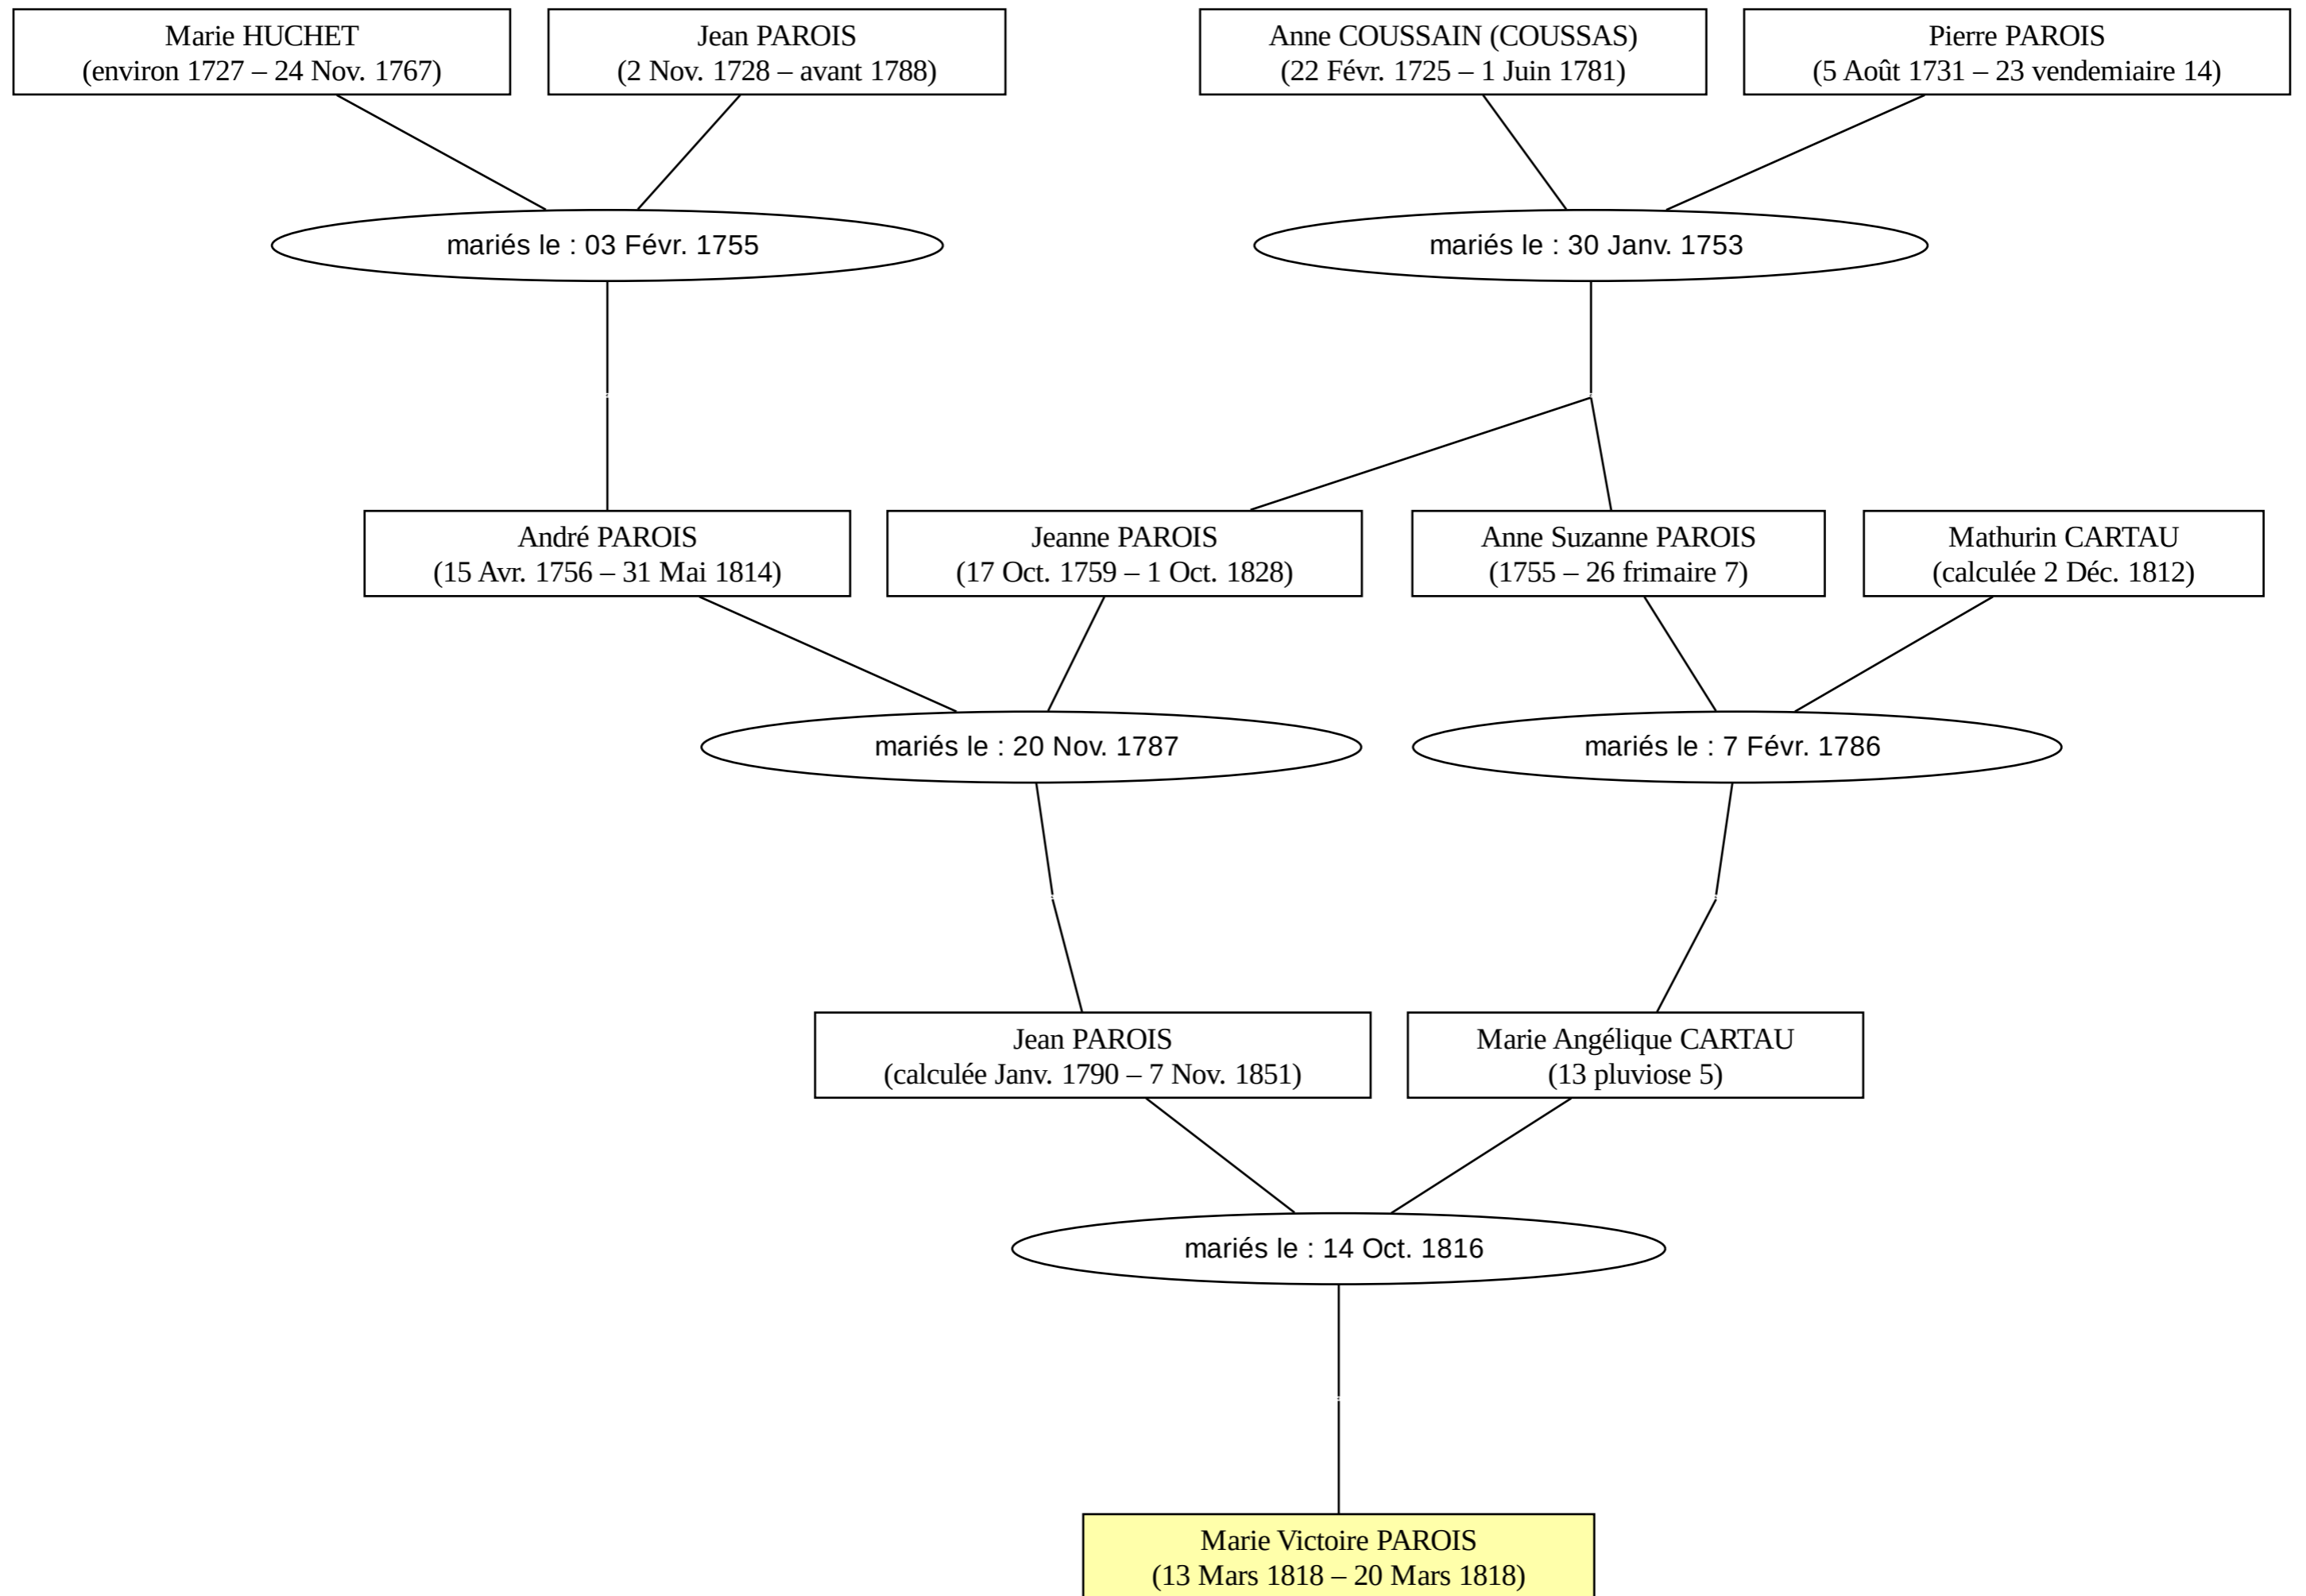 Marie HUCHET
(environ 1727 – 24 Nov. 1767)
Jean PAROIS
(2 Nov. 1728 – avant 1788)
Anne COUSSAIN (COUSSAS)
(22 Févr. 1725 – 1 Juin 1781)
Pierre PAROIS
(5 Août 1731 – 23 vendemiaire 14)
mariés le : 03 Févr. 1755
mariés le : 30 Janv. 1753
André PAROIS
(15 Avr. 1756 – 31 Mai 1814)
Jeanne PAROIS
(17 Oct. 1759 – 1 Oct. 1828)
Anne Suzanne PAROIS
(1755 – 26 frimaire 7)
Mathurin CARTAU
(calculée 2 Déc. 1812)
mariés le : 20 Nov. 1787
mariés le : 7 Févr. 1786
Jean PAROIS
(calculée Janv. 1790 – 7 Nov. 1851)
Marie Angélique CARTAU
(13 pluviose 5)
mariés le : 14 Oct. 1816
Marie Victoire PAROIS
(13 Mars 1818 – 20 Mars 1818)